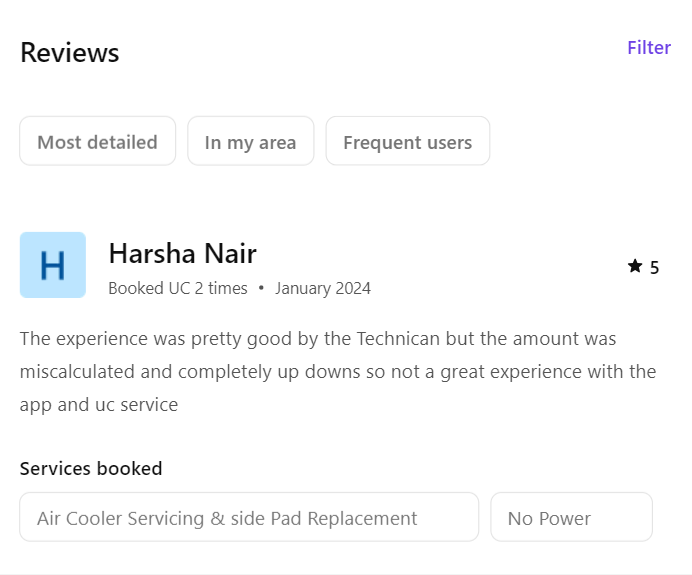 Reviews
Filter
Most detailed
In my area
Frequent users
H
Harsha Nair
Booked UC 2 times • January 2024
★ 5
The experience was pretty good by the Technican but the amount was
miscalculated and completely up downs so not a great experience with the
app and uc service
Services booked
Air Cooler Servicing & side Pad Replacement
No Power